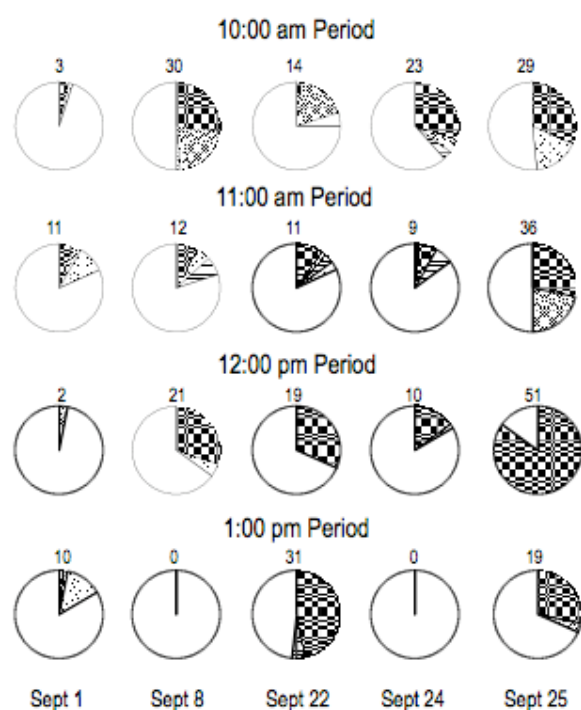 10:00 am Period
3 30 14 23 29
11:00 am Period
11 12 11 9 36
12:00 pm Period
2 21 19 10 51
1:00 pm Period
10 0 31 0 19
Sept 1 Sept 8 Sept 22 Sept 24 Sept 25